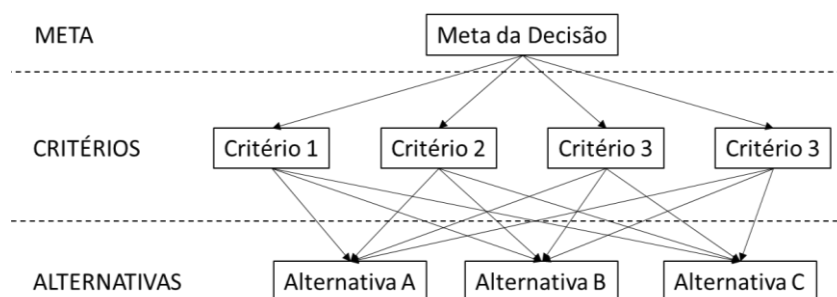 META
Meta da Decisão
CRITÉRIOS
Critério 1
Critério 2
Critério 3
Critério 3
ALTERNATIVAS
Alternativa A
Alternativa B
Alternativa C